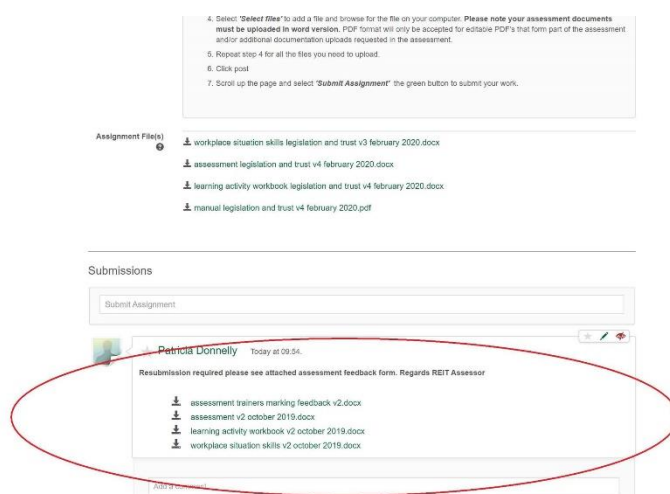 4. Select 'Select files' to add a file and browse for the file on your computer. Please note your assessment documents
must be uploaded in word version. PDF format will only be accepted for editable PDF's that form part of the assessment
and/or additional documentation uploads requested in the assessment.
5. Repeat step 4 for all the files you need to upload.
6. Click post
7. Scroll up the page and select 'Submit Assignment' the green button to submit your work.
Assignment File(s)
workplace situation skills legislation and trust v3 february 2020.docx
assessment legislation and trust v4 february 2020.docx
learning activity workbook legislation and trust v4 february 2020.docx
manual legislation and trust v4 february 2020.pdf
Submissions
Submit Assignment
Patricia Donnelly Today at 09:54.
Resubmission required please see attached assessment feedback form. Regards REIT Assessor
assessment trainers marking feedback v2.docx
assessment v2 october 2019.docx
learning activity workbook v2 october 2019.docx
workplace situation skills v2 october 2019.docx
Add a comment